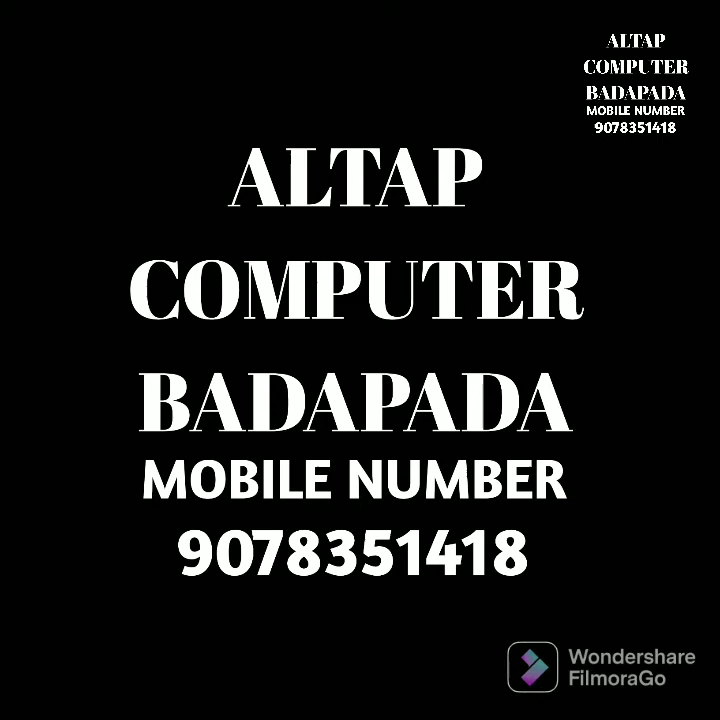 ALTAP
COMPUTER
BADAPADA
MOBILE NUMBER
9078351418
ALTAP
COMPUTER
BADAPADA
MOBILE NUMBER
9078351418
Wondershare
FilmoraGo